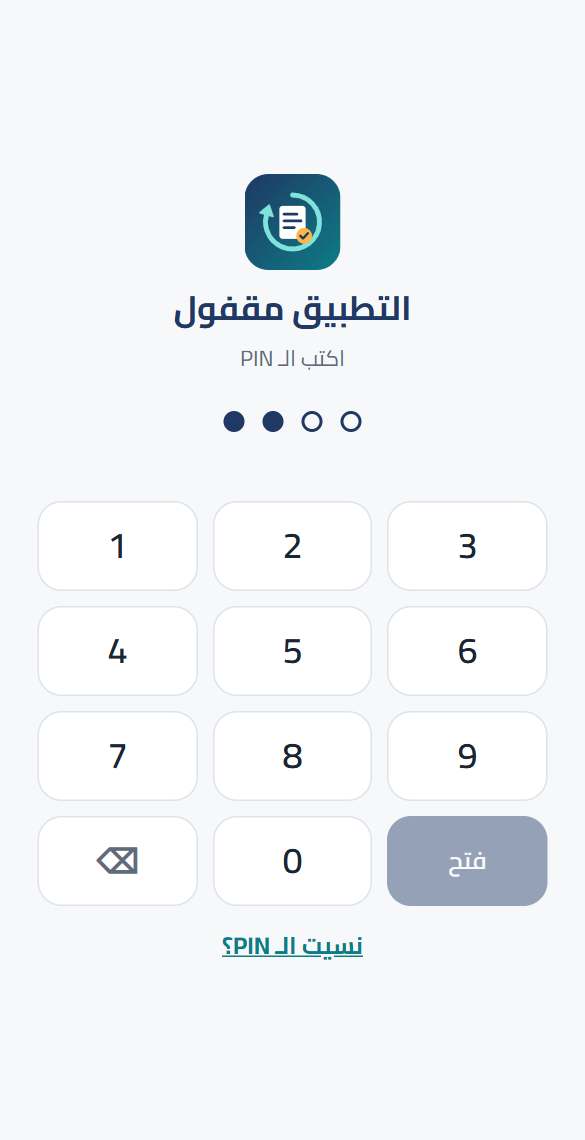 التطبيق مقفول
اكتب الـ PIN
1 2 3
4 5 6
7 8 9
⌫ 0 فتح
نسيت الـ PIN؟